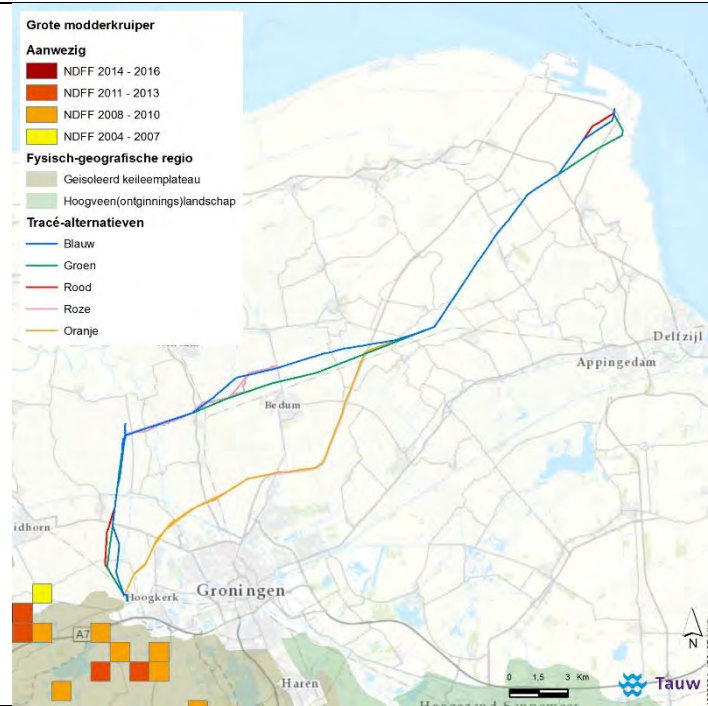 Grote modderkruiper
Aanwezig
NDFF 2014 - 2016
NDFF 2011 - 2013
NDFF 2008 - 2010
NDFF 2004 - 2007
Fysisch-geografische regio
Geisoleerd keileemplateau
Hoogveen(ontginnings)landschap
Tracé-alternatieven
Blauw
Groen
Rood
Roze
Oranje
Delfzijl
Appingedam
Bedum
idhorn
Hoogkerk
Groningen
A7
Haren
N
0 1,5 3 Km
Tauw